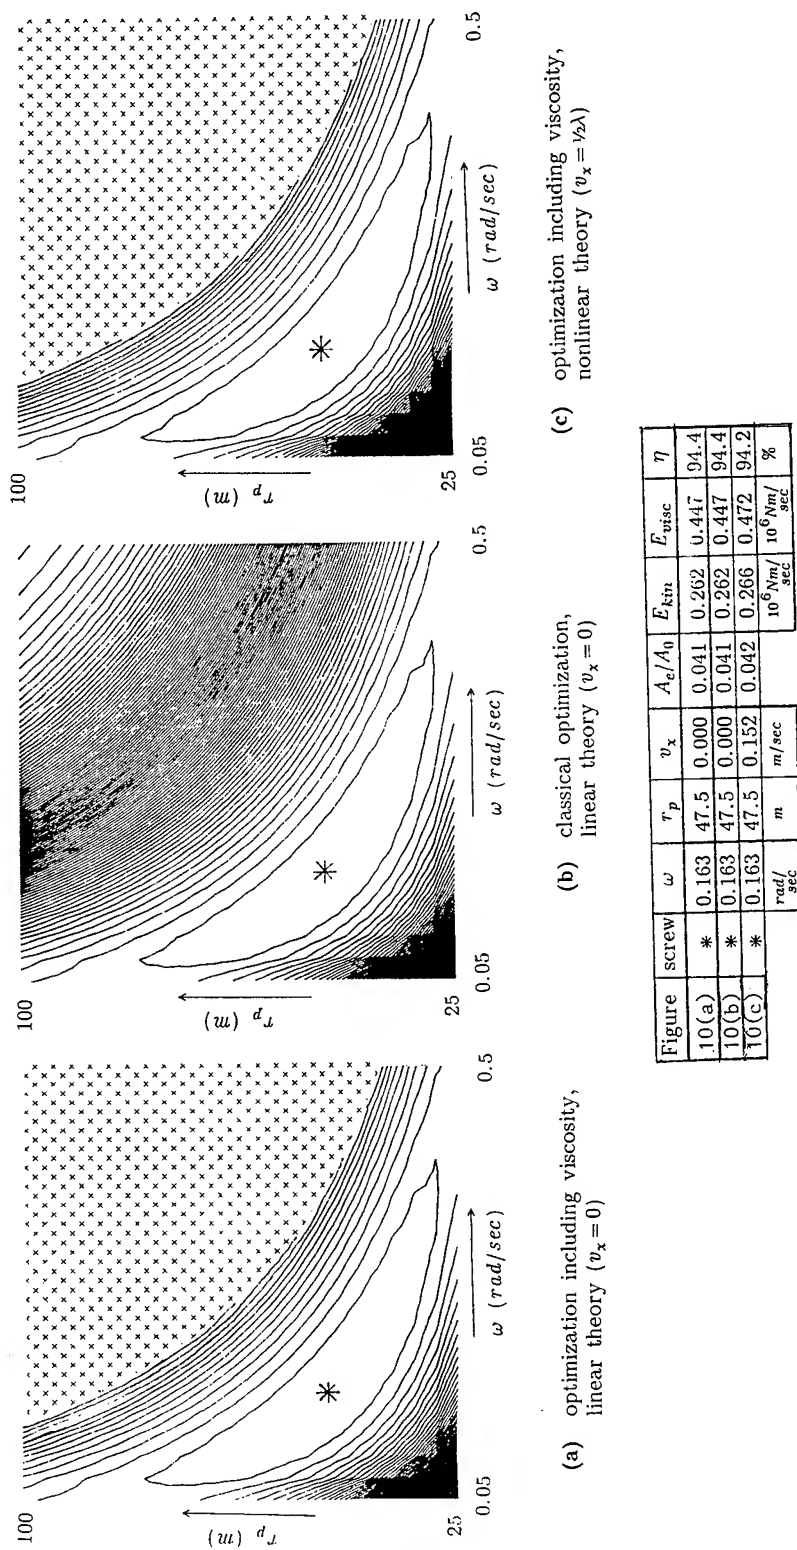 100
r_p (m)
25
0.05
ω (rad/sec)
0.5
(a) optimization including viscosity,
linear theory (v_x = 0)
100
r_p (m)
25
0.05
ω (rad/sec)
0.5
(b) classical optimization,
linear theory (v_x = 0)
100
r_p (m)
25
0.05
ω (rad/sec)
0.5
(c) optimization including viscosity,
nonlinear theory (v_x = ½λ)
Figure screw ω r_p v_x A_e/A_0 E_kin E_visc η
10(a) * 0.163 47.5 0.000 0.041 0.262 0.447 94.4
10(b) * 0.163 47.5 0.000 0.041 0.262 0.447 94.4
10(c) * 0.163 47.5 0.152 0.042 0.266 0.472 94.2
rad/sec m m/sec 10^6 Nm/sec 10^6 Nm/sec %